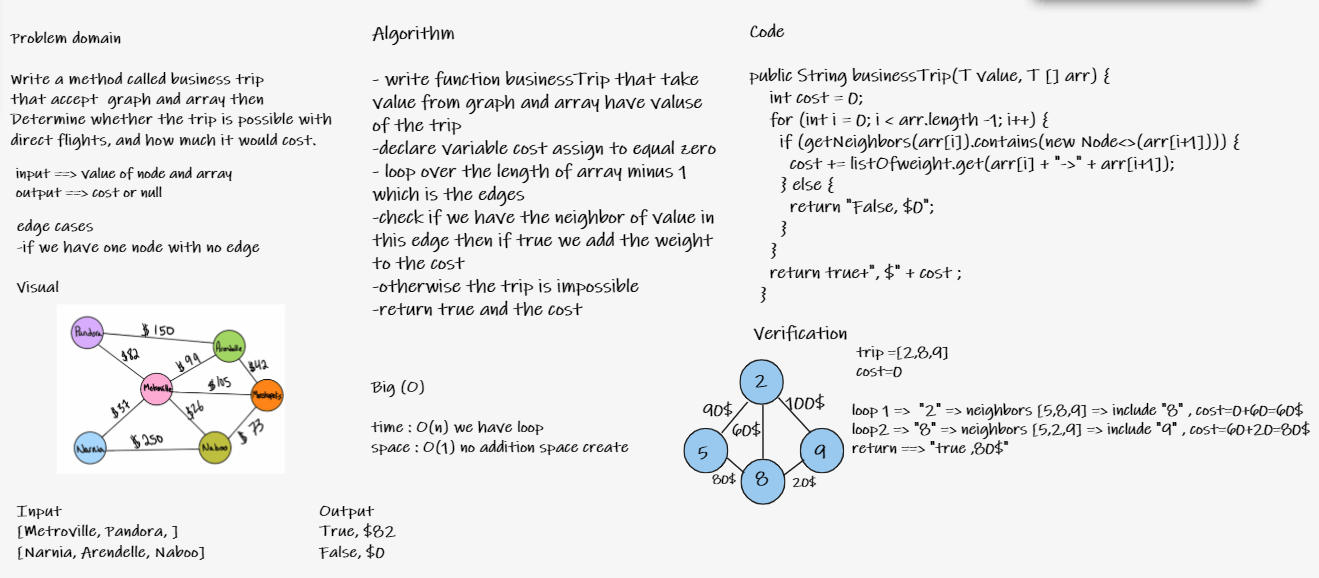 Problem domain
Write a method called business trip
that accept graph and array then
Determine whether the trip is possible with
direct flights, and how much it would cost.
input ==> value of node and array
output ==> cost or null
edge cases
-if we have one node with no edge
Visual
Pandora
$ 150
Arendelle
$82
$ 99
$42
Metroville
$105
Monstropolis
$37
$26
$ 73
Narnia
$ 250
Naboo
Input
[Metroville, Pandora, ]
[Narnia, Arendelle, Naboo]
Output
True, $82
False, $0
Algorithm
- write function businessTrip that take
value from graph and array have valuse
of the trip
-declare variable cost assign to equal zero
- loop over the length of array minus 1
which is the edges
-check if we have the neighbor of value in
this edge then if true we add the weight
to the cost
-otherwise the trip is impossible
-return true and the cost
Big (O)
time : O(n) we have loop
space : O(1) no addition space create
Code
public String businessTrip(T value, T [] arr) {
int cost = 0;
for (int i = 0; i < arr.length -1; i++) {
if (getNeighbors(arr[i]).contains(new Node<>(arr[i+1]))) {
cost += listOfweight.get(arr[i] + "->" + arr[i+1]);
} else {
return "False, $0";
}
}
return true+", $" + cost ;
}
Verification
trip =[2,8,9]
cost=0
2
90$
100$
60$
5
9
80$
8
20$
loop 1 => "2" => neighbors [5,8,9] => include "8" , cost=0+60=60$
loop2 => "8" => neighbors [5,2,9] => include "9" , cost=60+20=80$
return ==> "true ,80$"